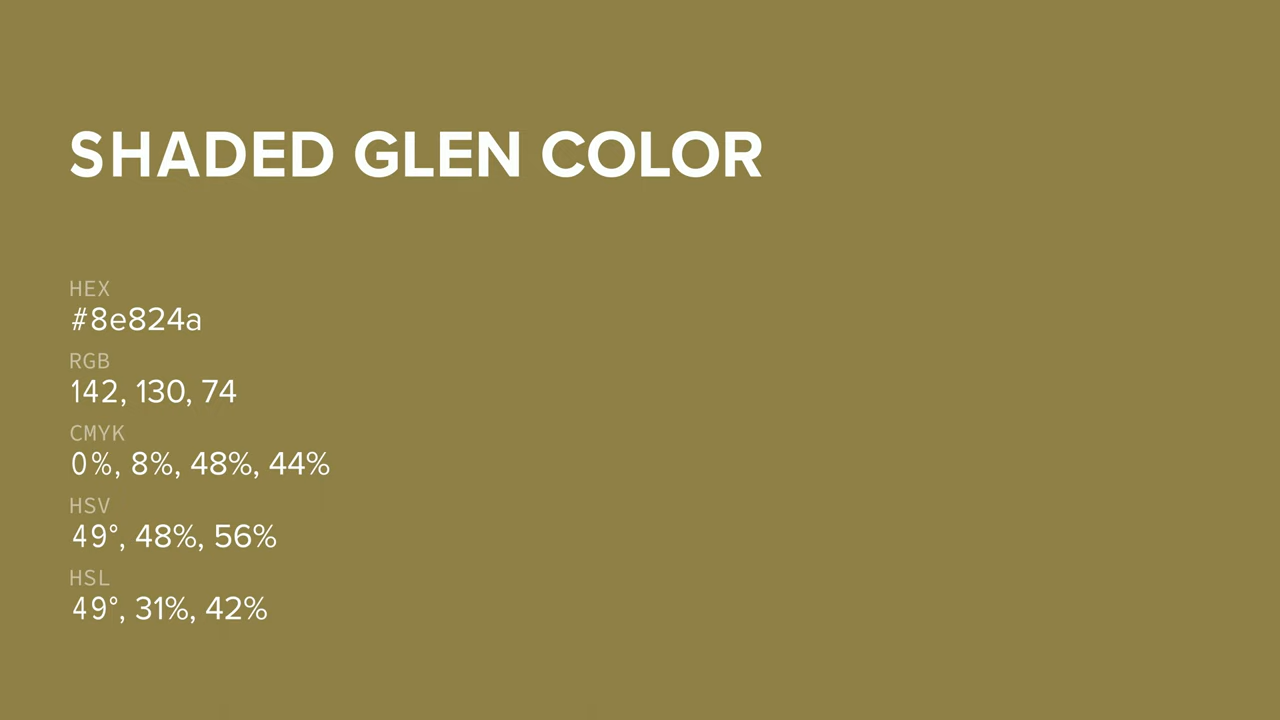 SHADED GLEN COLOR
HEX
#8e824a
RGB
142, 130, 74
CMYK
0%, 8%, 48%, 44%
HSV
49°, 48%, 56%
HSL
49°, 31%, 42%